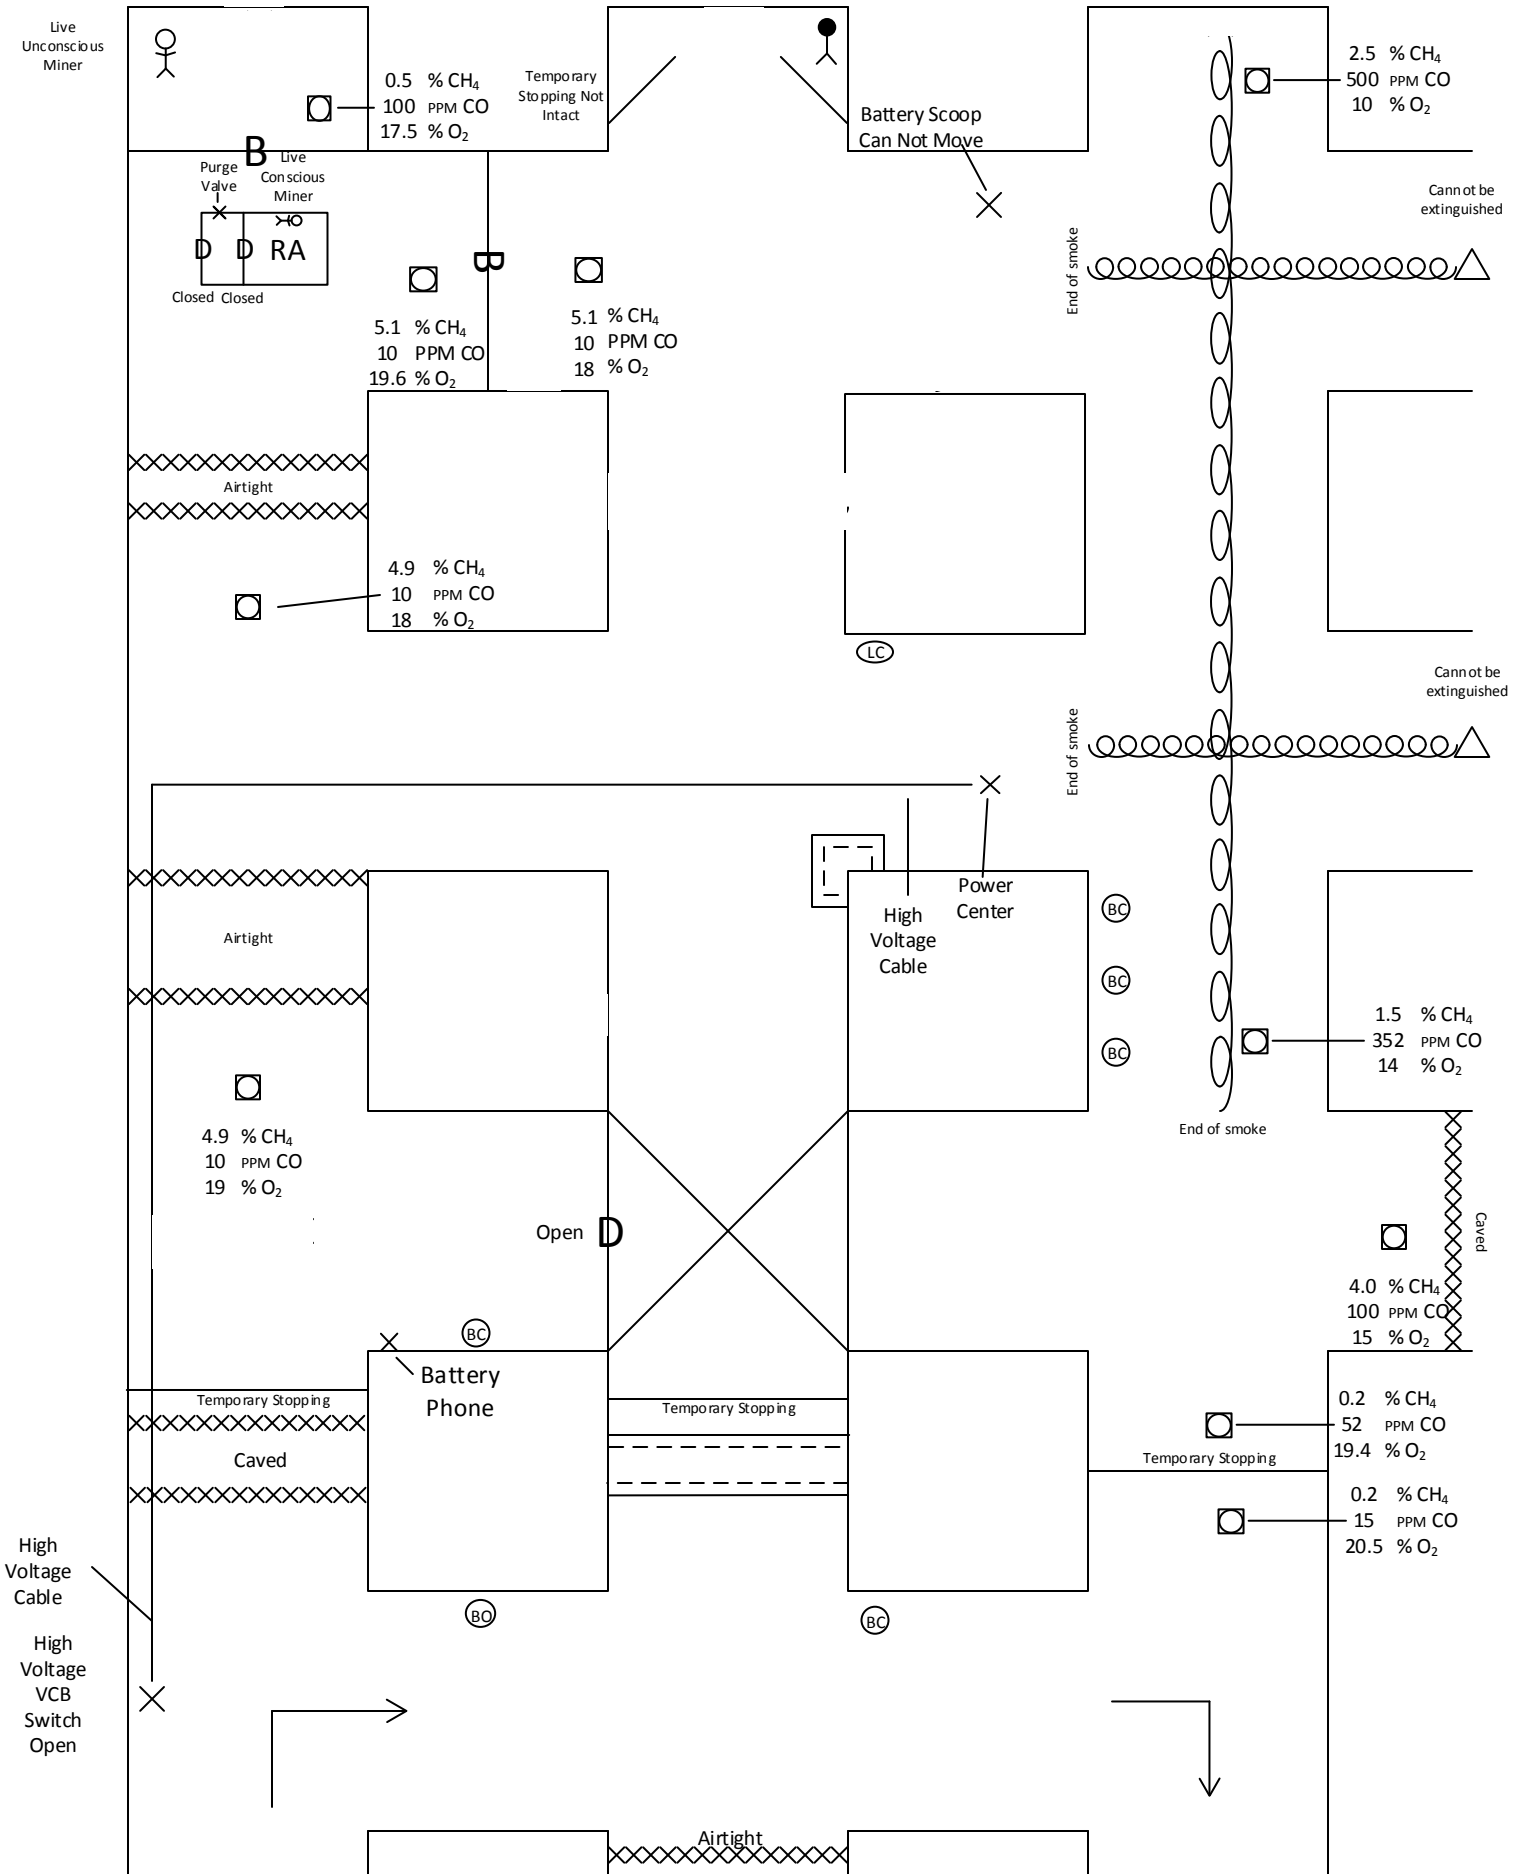 Live
Unconscious
Miner
0.5 % CH₄
100 PPM CO
17.5 % O₂
Temporary
Stopping Not
Intact
Battery Scoop
Can Not Move
2.5 % CH₄
500 PPM CO
10 % O₂
B
Purge
Valve
Live
Conscious
Miner
D D RA
Closed Closed
B
5.1 % CH₄
10 PPM CO
19.6 % O₂
5.1 % CH₄
10 PPM CO
18 % O₂
Cannot be
extinguished
End of smoke
Airtight
4.9 % CH₄
10 PPM CO
18 % O₂
LC
Cannot be
extinguished
End of smoke
Airtight
High
Voltage
Cable
Power
Center
BC
BC
BC
1.5 % CH₄
352 PPM CO
14 % O₂
End of smoke
4.9 % CH₄
10 PPM CO
19 % O₂
Open D
Caved
4.0 % CH₄
100 PPM CO
15 % O₂
BC
Battery
Phone
Temporary Stopping
Caved
Temporary Stopping
0.2 % CH₄
52 PPM CO
19.4 % O₂
Temporary Stopping
0.2 % CH₄
15 PPM CO
20.5 % O₂
High
Voltage
Cable
BO
BC
High
Voltage
VCB
Switch
Open
Airtight